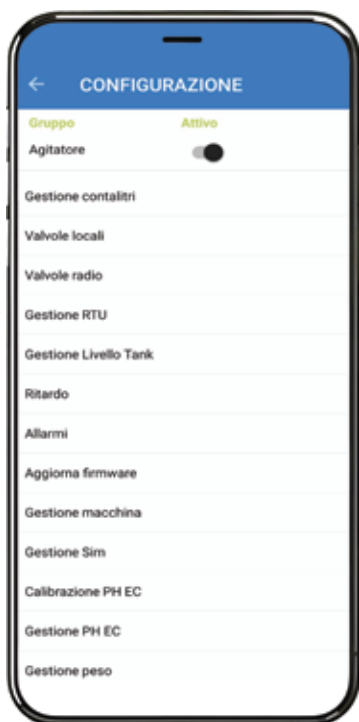 CONFIGURAZIONE
Gruppo Attivo
Agitatore
Gestione contalitri
Valvole locali
Valvole radio
Gestione RTU
Gestione Livello Tank
Ritardo
Allarmi
Aggiorna firmware
Gestione macchina
Gestione Sim
Calibrazione PH EC
Gestione PH EC
Gestione peso